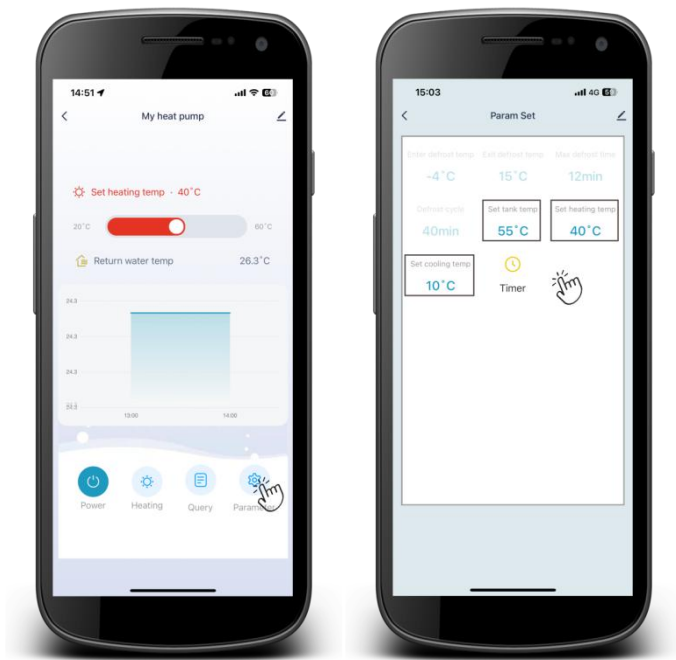 14:51
My heat pump
Set heating temp · 40°C
20°C
60°C
Return water temp
26.3°C
24.3
24.3
24.3
24.3
13:00
14:00
Power
Heating
Query
Parameter
15:03
4G
Param Set
Enter defrost temp
Exit defrost temp
Max defrost time
-4°C
15°C
12min
Defrost cycle
Set tank temp
Set heating temp
40min
55°C
40°C
Set cooling temp
10°C
Timer